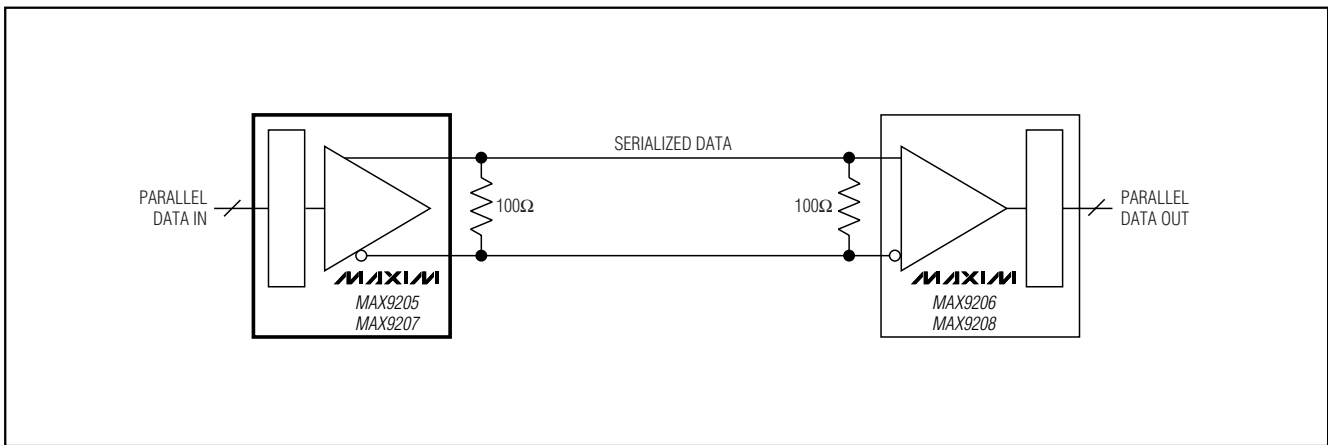 SERIALIZED DATA
PARALLEL
DATA IN
100Ω
100Ω
PARALLEL
DATA OUT
MAXIM
MAX9205
MAX9207
MAXIM
MAX9206
MAX9208